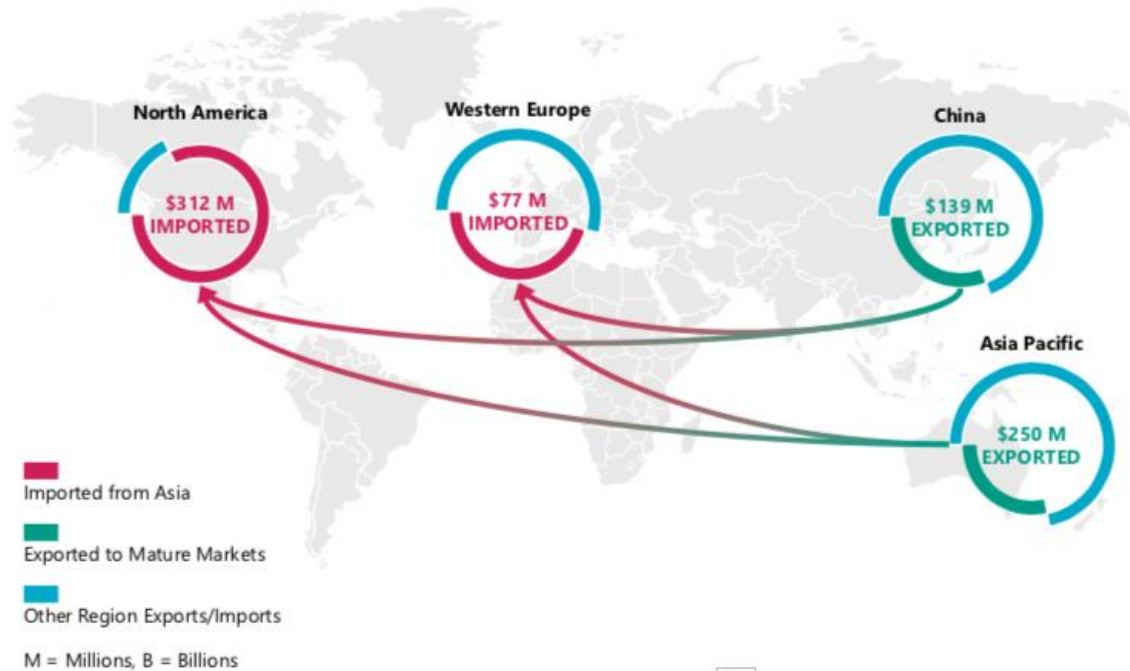 North America
Western Europe
China
$312 M
IMPORTED
$77 M
IMPORTED
$139 M
EXPORTED
Asia Pacific
$250 M
EXPORTED
Imported from Asia
Exported to Mature Markets
Other Region Exports/Imports
M = Millions, B = Billions